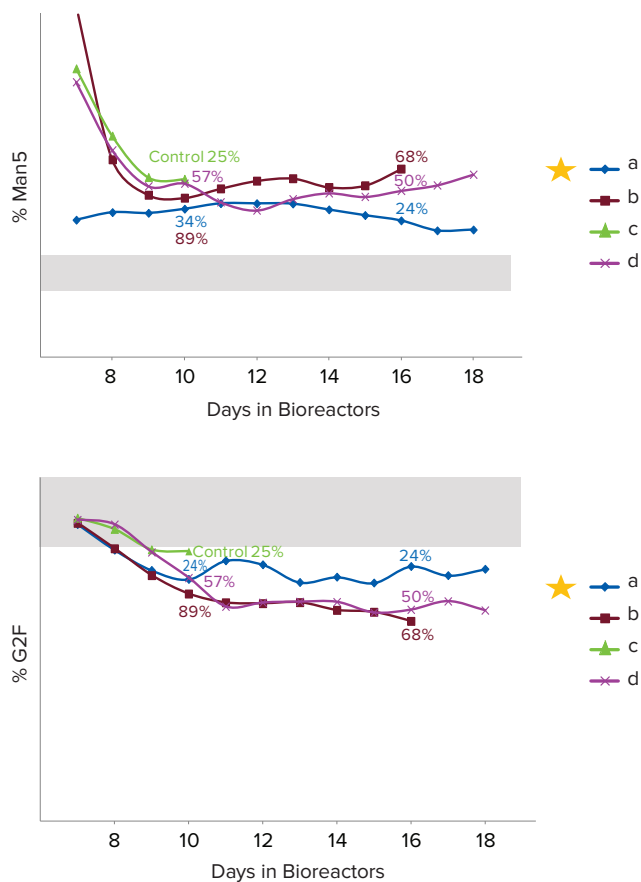 % Man5
Control 25%
57%
34%
89%
68%
50%
24%
8
10
12
14
16
18
Days in Bioreactors
a
b
c
d
% G2F
Control 25%
24%
57%
89%
24%
50%
68%
8
10
12
14
16
18
Days in Bioreactors
a
b
c
d